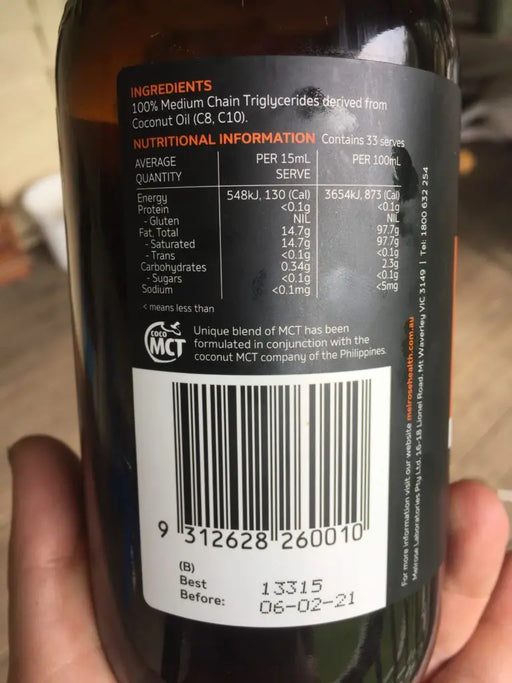 INGREDIENTS
100% Medium Chain Triglycerides derived from
Coconut Oil (C8, C10).
NUTRITIONAL INFORMATION Contains 33 serves
AVERAGE QUANTITY PER 15mL SERVE PER 100mL
Energy 548kJ, 130 (Cal) 3654kJ, 873 (Cal)
Protein <0.1g <0.1g
- Gluten NIL NIL
Fat, Total 14.7g 97.7g
- Saturated 14.7g 97.7g
- Trans <0.1g <0.1g
Carbohydrates 0.34g 2.3g
- Sugars <0.1g <0.1g
Sodium <0.1mg <5mg
< means less than
COCO
MCT
Unique blend of MCT has been
formulated in conjunction with the
coconut MCT company of the Philippines.
9 312628 260010
(B)
Best
Before:
13315
06-02-21
For more information visit our website melrosehealth.com.au
Melrose Laboratories Pty Ltd. 16-18 Lionel Road, Mt Waverley VIC 3149 | Tel: 1800 632 254